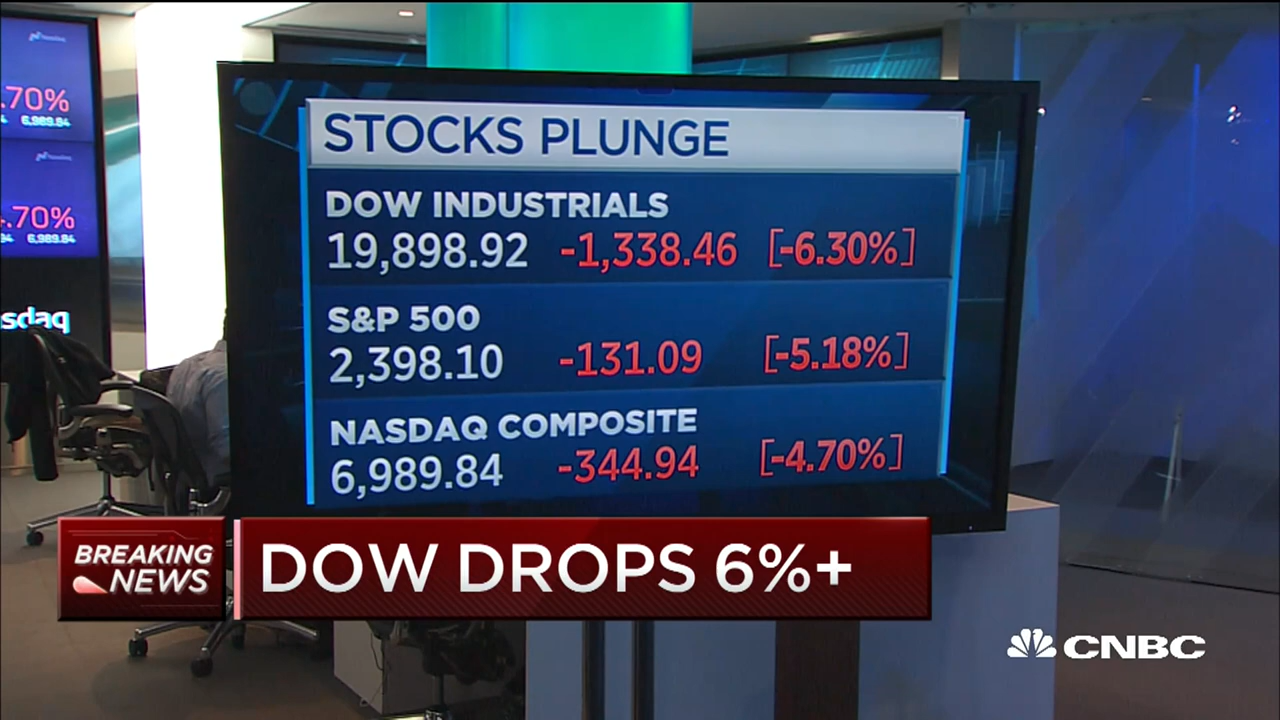 Nasdaq
.70%
6,989.84
Nasdaq
.70%
6,989.84
sdaq
STOCKS PLUNGE
DOW INDUSTRIALS
19,898.92 -1,338.46 [-6.30%]
S&P 500
2,398.10 -131.09 [-5.18%]
NASDAQ COMPOSITE
6,989.84 -344.94 [-4.70%]
BREAKING
NEWS
DOW DROPS 6%+
CNBC